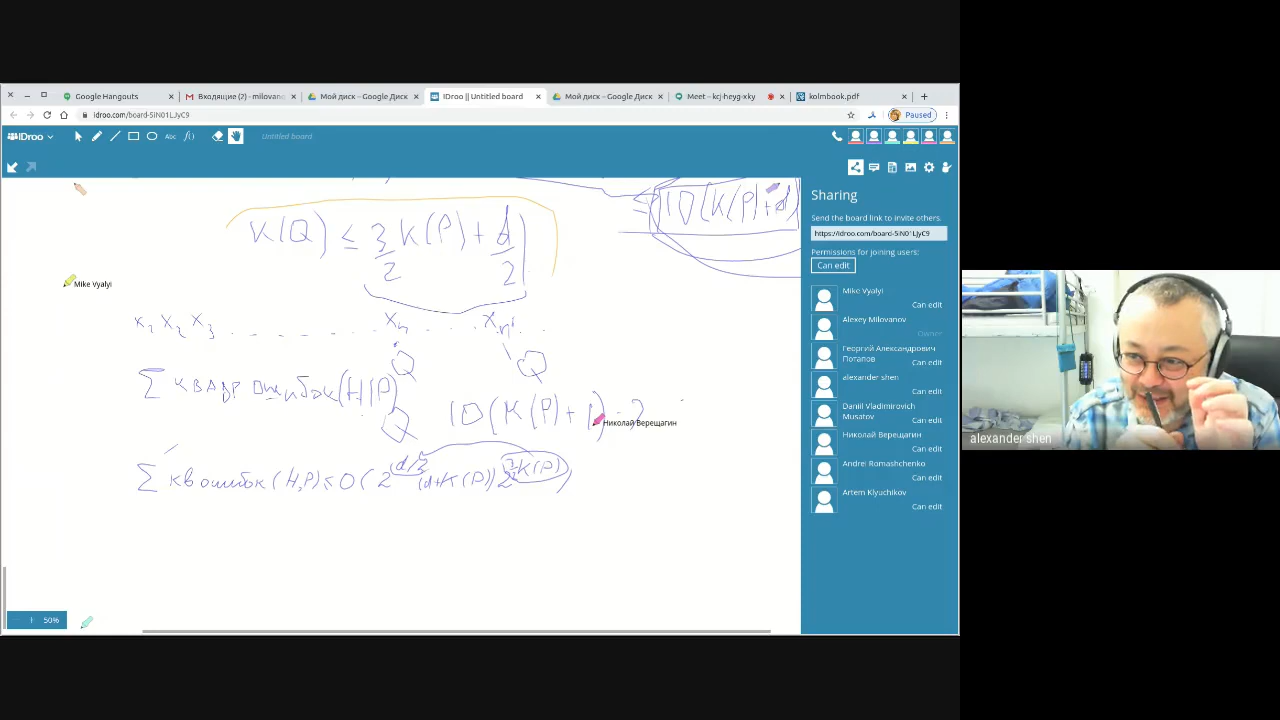 Google Hangouts
Входящие (2) - milovano
Мой диск – Google Диск
IDroo || Untitled board
Мой диск – Google Диск
Meet – kcj-heyg-xky
kolmbook.pdf
idroo.com/board-5iN01LJyC9
Paused
IDroo
Abc
Untitled board
Sharing
Send the board link to invite others.
https://idroo.com/board-5iN01LJyC9
Permissions for joining users:
Can edit
≤ 10(K(P)+d)
K(Q) ≤ 3/2 K(P) + d/2
Mike Vyalyi
x₁ x₂ x₃ . . . . . . xₙ . . . . . xₙ' . .
Q Q
∑ квадр ошибок (H,P)
Q
10(K(P)+
Николай Верещагин
∑ кв ошибок (H,P) ≤ O(2
(d+K(P))
Mike Vyalyi
Can edit
Alexey Milovanov
Owner
Георгий Александрович
Потапов
Can edit
alexander shen
Can edit
Daniil Vladimirovich
Musatov
Can edit
Николай Верещагин
Can edit
Andrei Romashchenko
Can edit
Artem Klyuchikov
Can edit
50%
alexander shen